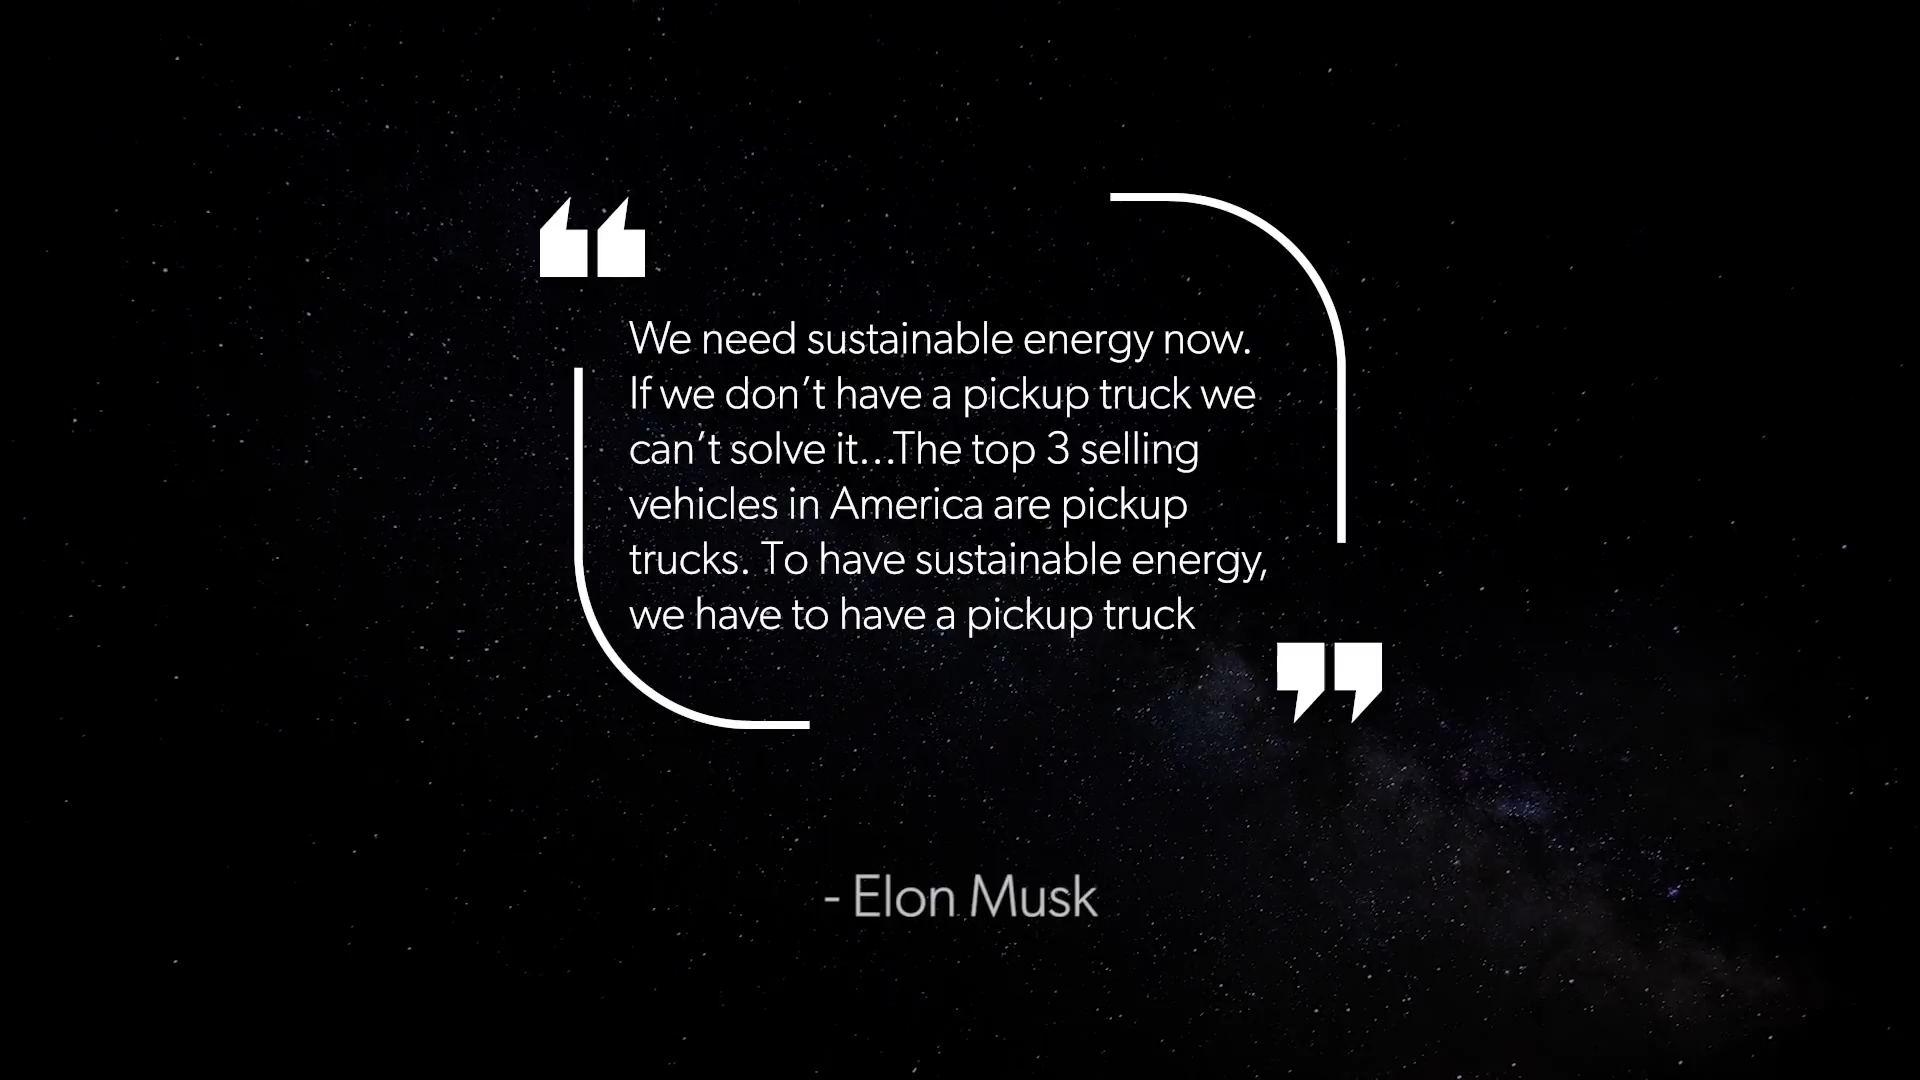 “
We need sustainable energy now.
If we don’t have a pickup truck we
can’t solve it...The top 3 selling
vehicles in America are pickup
trucks. To have sustainable energy,
we have to have a pickup truck
”
- Elon Musk